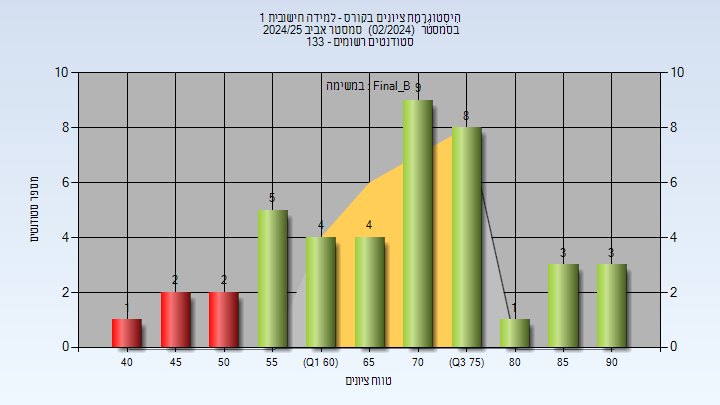 היסטוגרמת ציונים בקורס - למידה חישובית 1
בסמסטר (02/2024) סמסטר אביב 2024/25
סטודנטים רשומים - 133
במשימה : Final_B
מספר סטודנטים
10 10
8 8
6 6
4 4
2 2
0 0
1 2 2 5 4 4 9 8 1 3 3
40 45 50 55 (Q1 60) 65 70 (Q3 75) 80 85 90
טווח ציונים